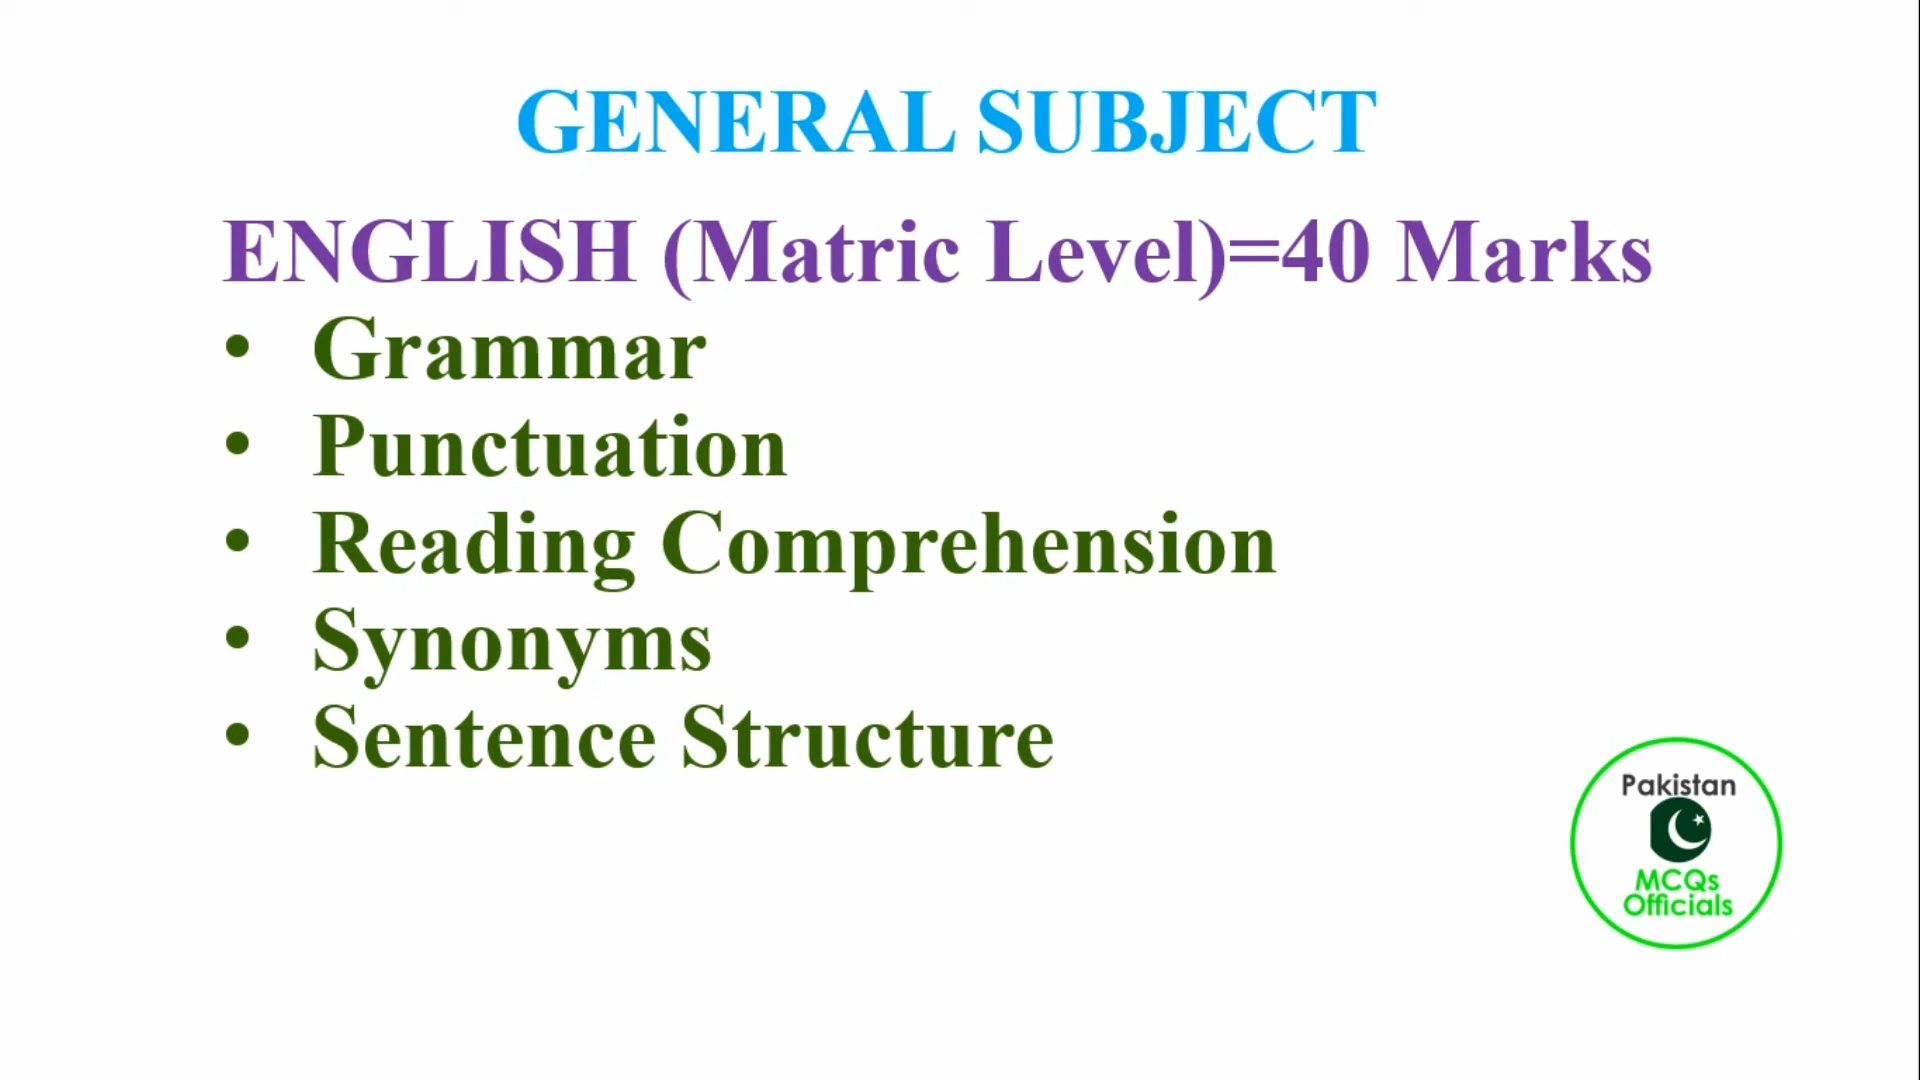 GENERAL SUBJECT
ENGLISH (Matric Level)=40 Marks
• Grammar
• Punctuation
• Reading Comprehension
• Synonyms
• Sentence Structure
Pakistan
MCQs
Officials